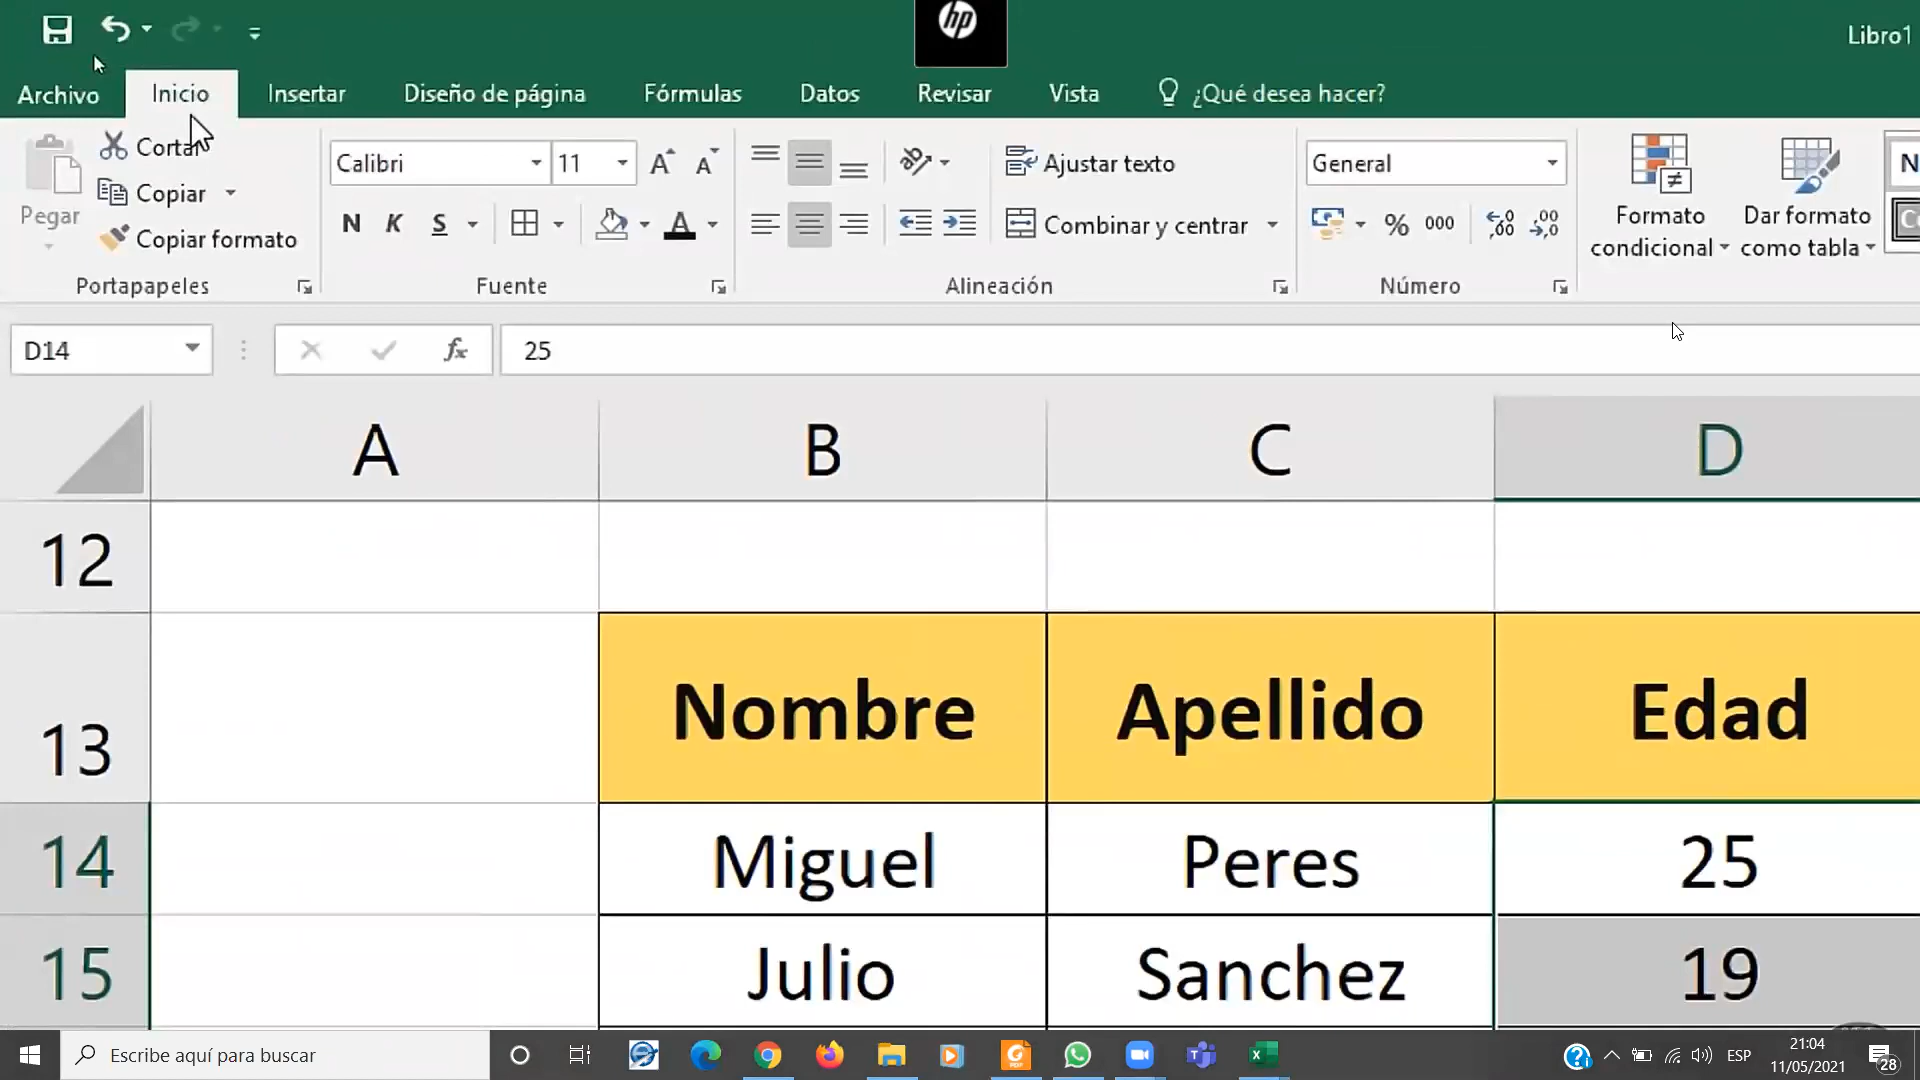 hp
Libro1
Archivo Inicio Insertar Diseño de página Fórmulas Datos Revisar Vista ¿Qué desea hacer?
Pegar
Cortar
Copiar
Copiar formato
Portapapeles
Calibri 11
N K S
Fuente
Ajustar texto
Combinar y centrar
Alineación
General
% 000
Número
Formato condicional
Dar formato como tabla
D14 fx 25
A B C D
12
13 Nombre Apellido Edad
14 Miguel Peres 25
15 Julio Sanchez 19
Escribe aquí para buscar
ESP
21:04
11/05/2021
28